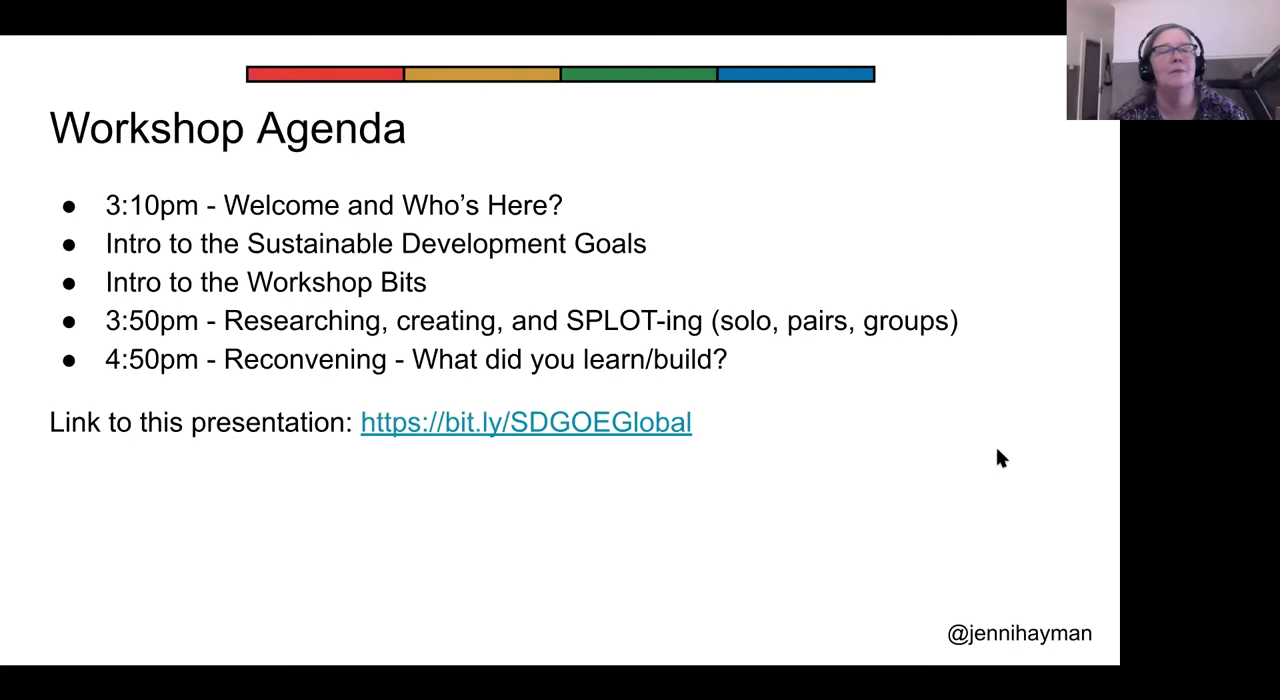 Workshop Agenda
● 3:10pm - Welcome and Who’s Here?
● Intro to the Sustainable Development Goals
● Intro to the Workshop Bits
● 3:50pm - Researching, creating, and SPLOT-ing (solo, pairs, groups)
● 4:50pm - Reconvening - What did you learn/build?
Link to this presentation: https://bit.ly/SDGOEGlobal
@jennihayman